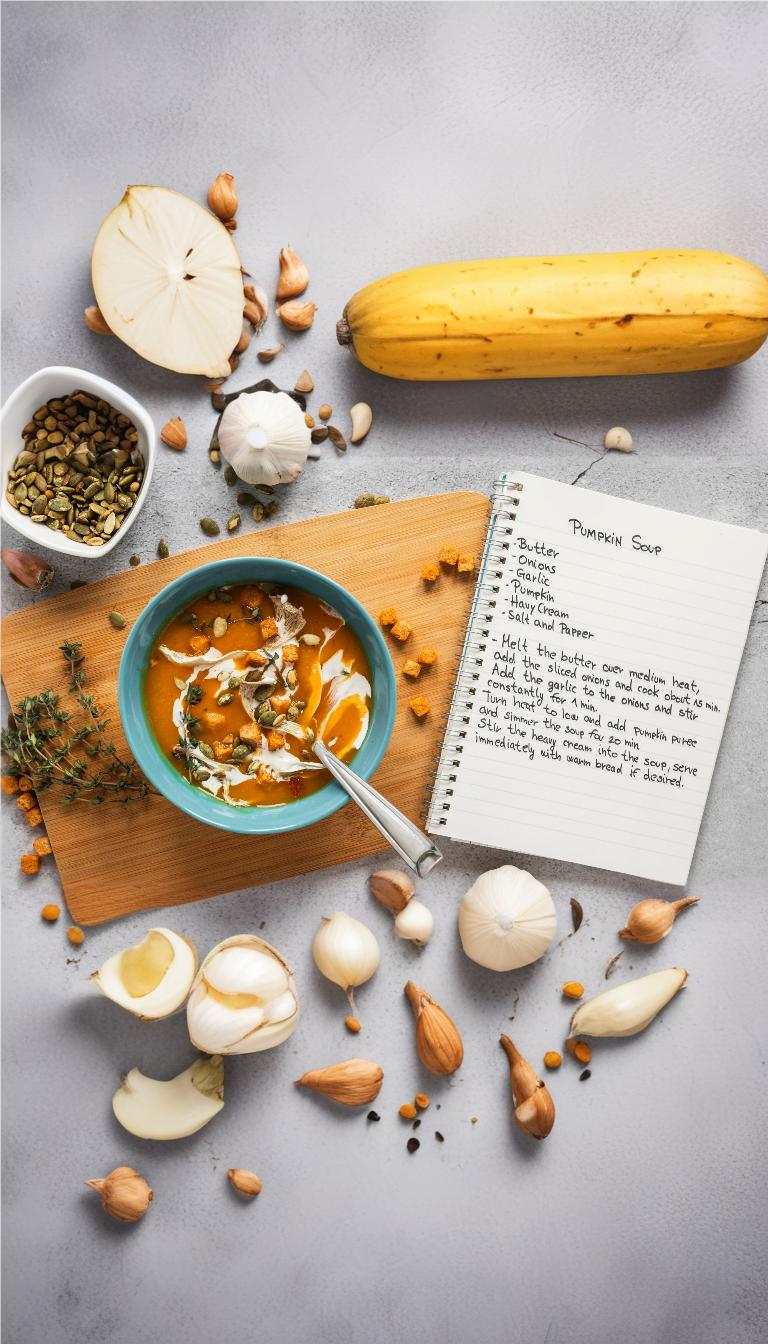 Pumpkin Soup
-Butter
-Onions
-Garlic
-Pumpkin
-Havy Cream
-Salt and Papper
- Melt the butter over medium heat,
add the sliced onions and cook about 15 min.
Add the garlic to the onions and stir
constantly for 1 min.
Turn heat to low and add pumpkin puree
and simmer the soup for 20 min
Stir the heavy cream into the soup, serve
immediately with warm bread if desired.